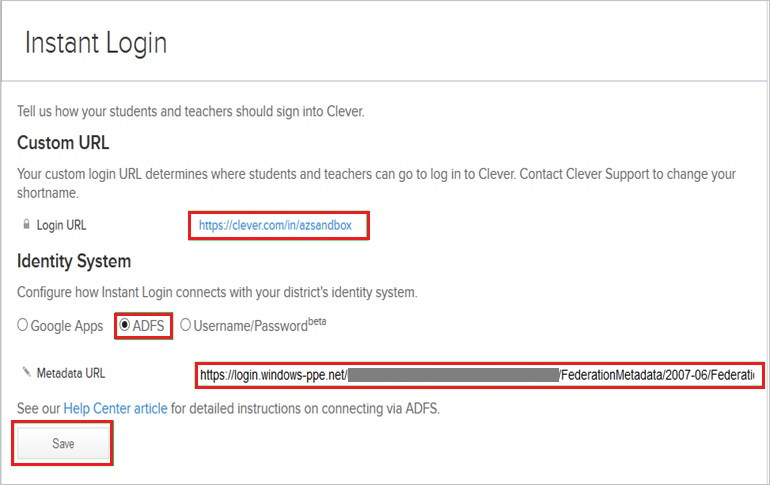 Instant Login
Tell us how your students and teachers should sign into Clever.
Custom URL
Your custom login URL determines where students and teachers can go to log in to Clever. Contact Clever Support to change your
shortname.
Login URL https://clever.com/in/azsandbox
Identity System
Configure how Instant Login connects with your district's identity system.
Google Apps ADFS Username/Password beta
Metadata URL https://login.windows-ppe.net/ /FederationMetadata/2007-06/Federati
See our Help Center article for detailed instructions on connecting via ADFS.
Save